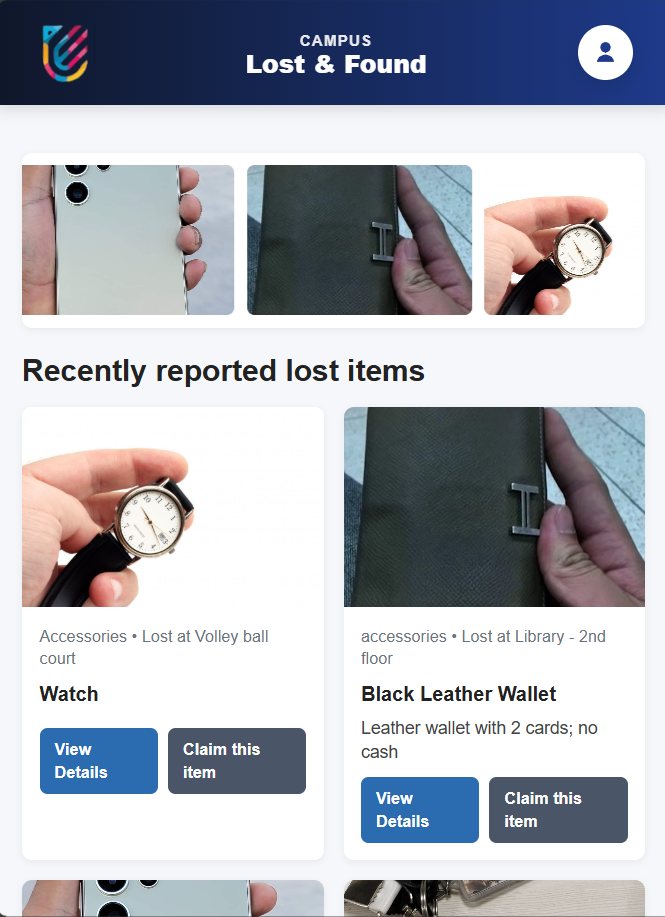 CAMPUS
Lost & Found
Recently reported lost items
Accessories • Lost at Volley ball
court
Watch
View
Details
Claim this
item
accessories • Lost at Library - 2nd
floor
Black Leather Wallet
Leather wallet with 2 cards; no
cash
View
Details
Claim this
item